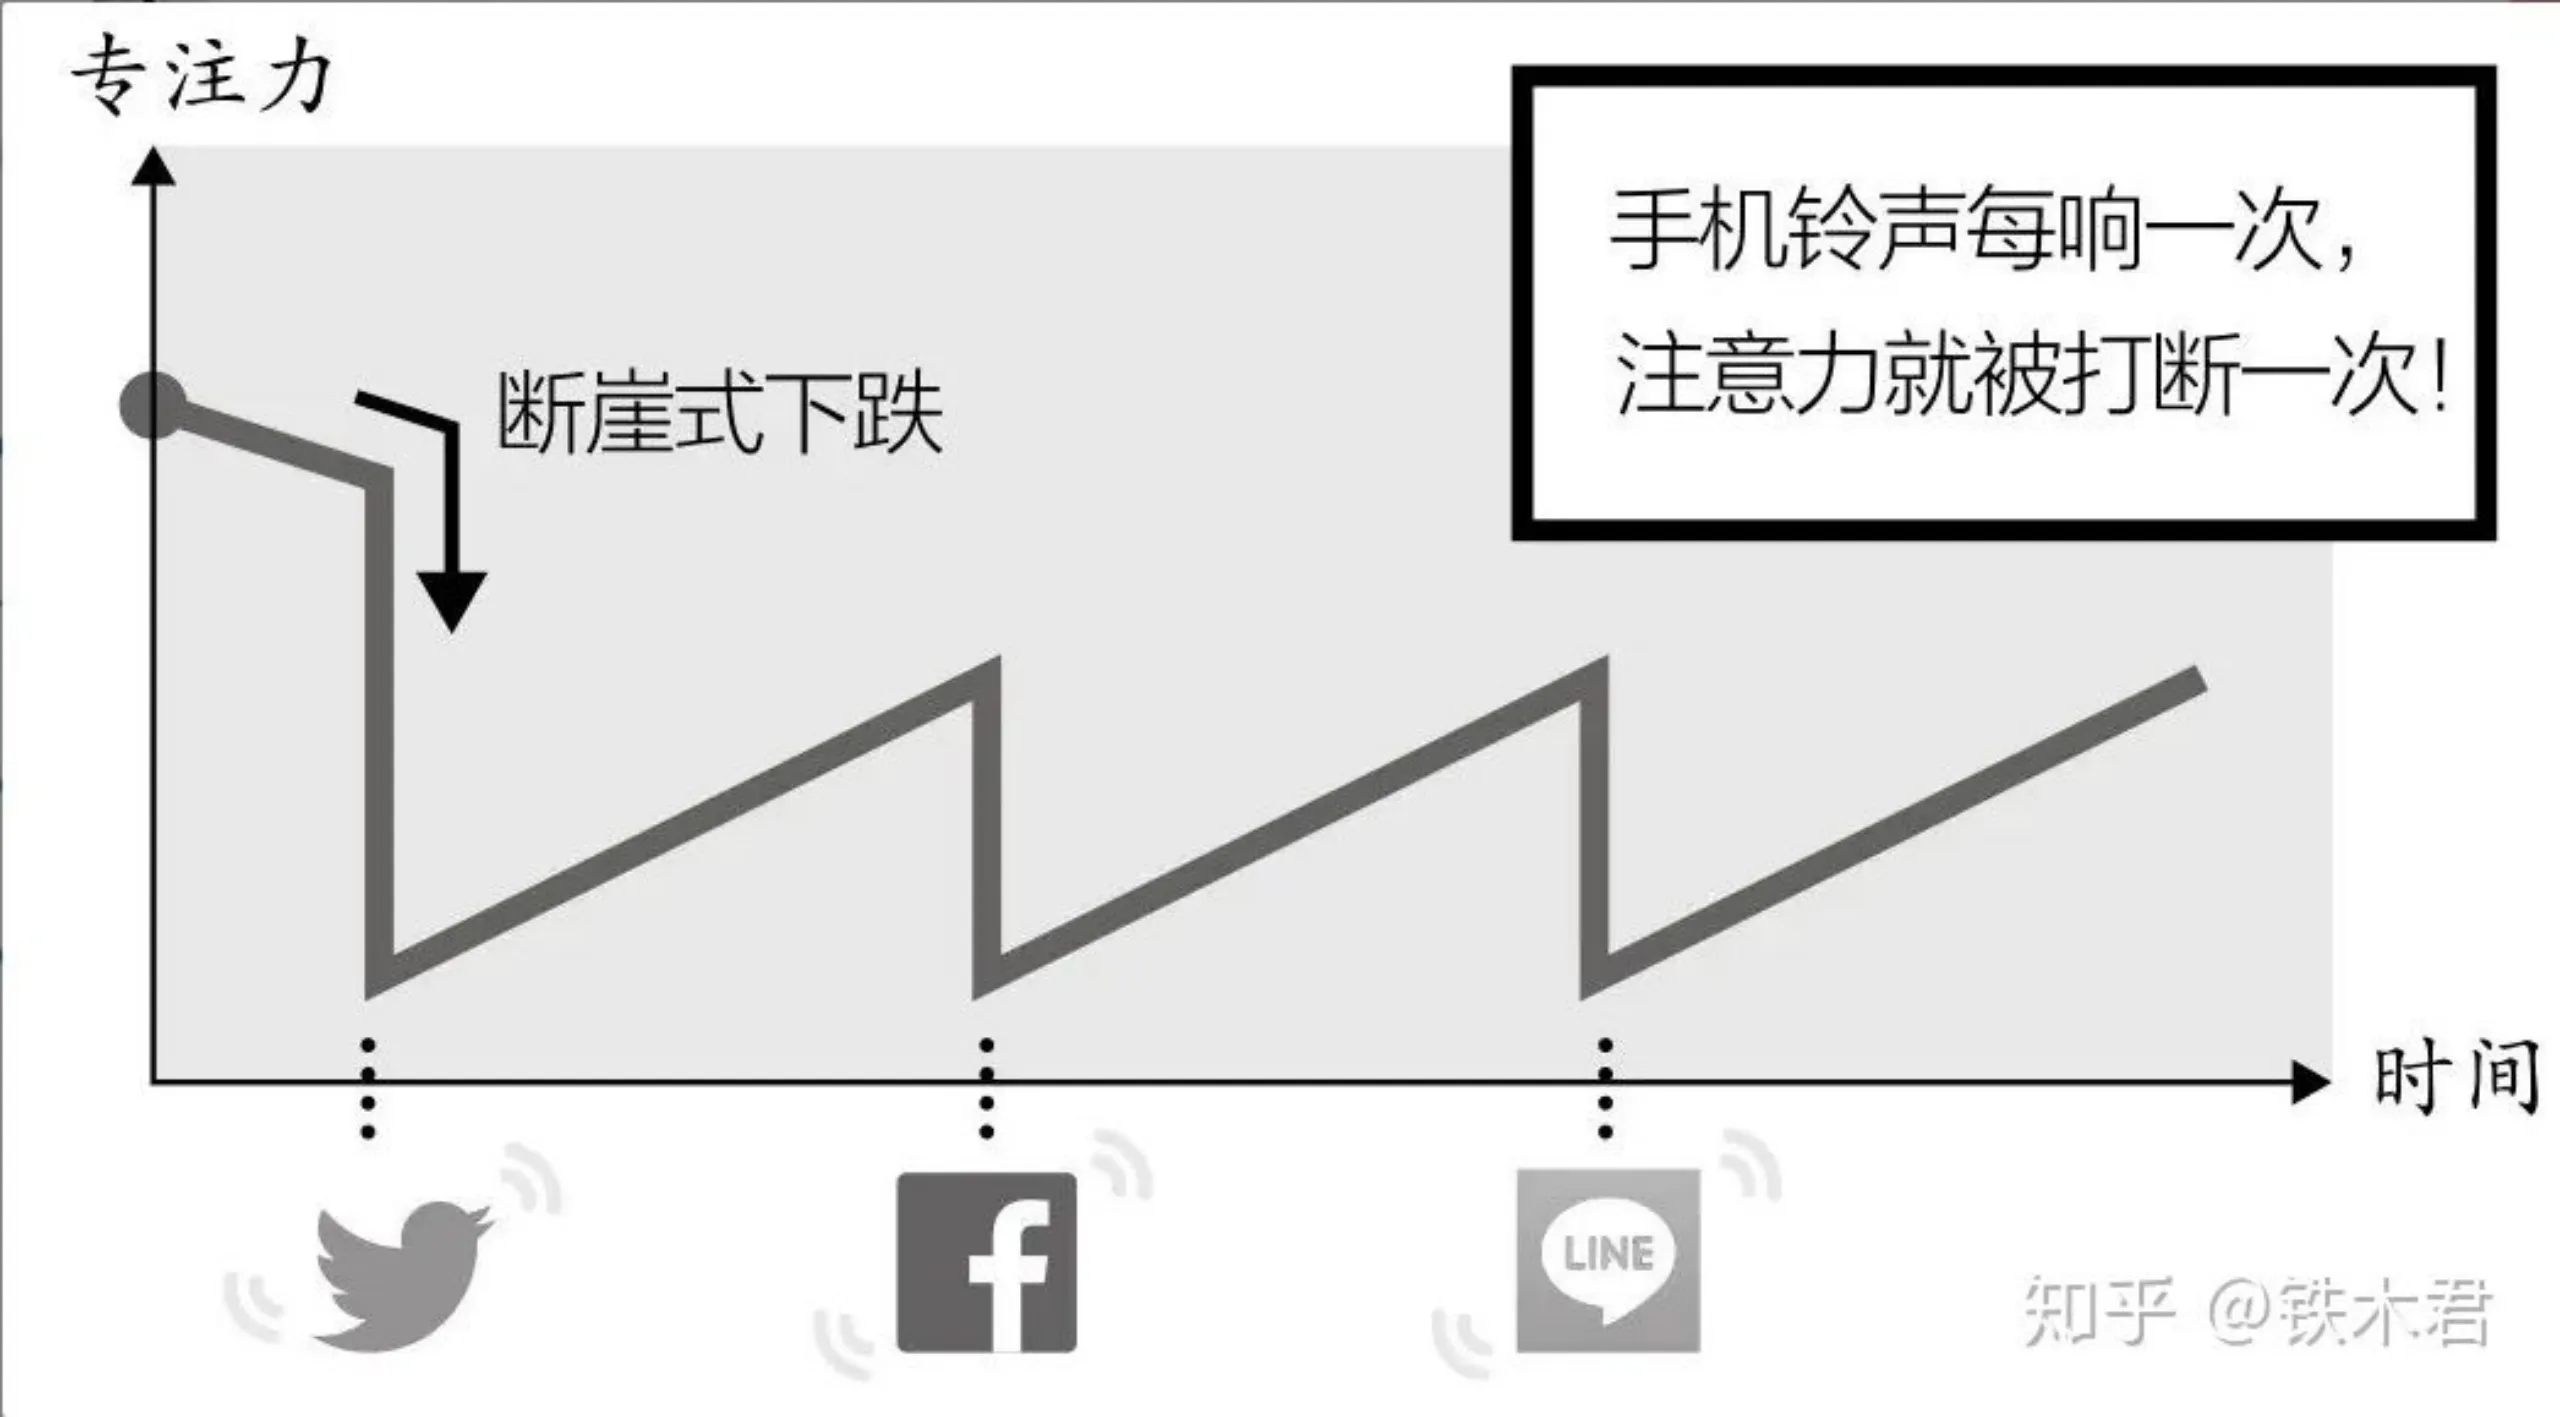 专注力
手机铃声每响一次，
注意力就被打断一次！
断崖式下跌
时间
f
LINE
知乎 @铁木君